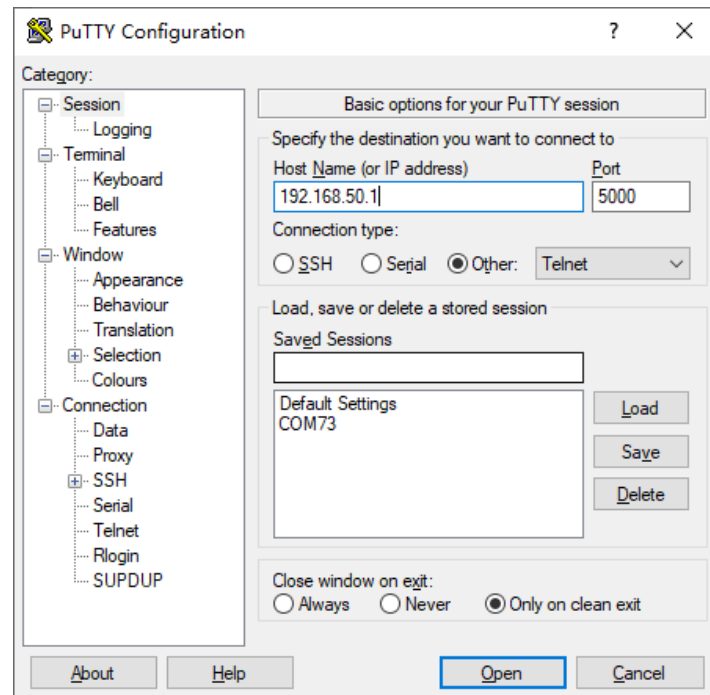 PuTTY Configuration ?
Category:
Session
Logging
Terminal
Keyboard
Bell
Features
Window
Appearance
Behaviour
Translation
Selection
Colours
Connection
Data
Proxy
SSH
Serial
Telnet
Rlogin
SUPDUP
Basic options for your PuTTY session
Specify the destination you want to connect to
Host Name (or IP address) Port
192.168.50.1 5000
Connection type:
SSH Serial Other: Telnet
Load, save or delete a stored session
Saved Sessions
Default Settings
COM73
Load
Save
Delete
Close window on exit:
Always Never Only on clean exit
About Help Open Cancel